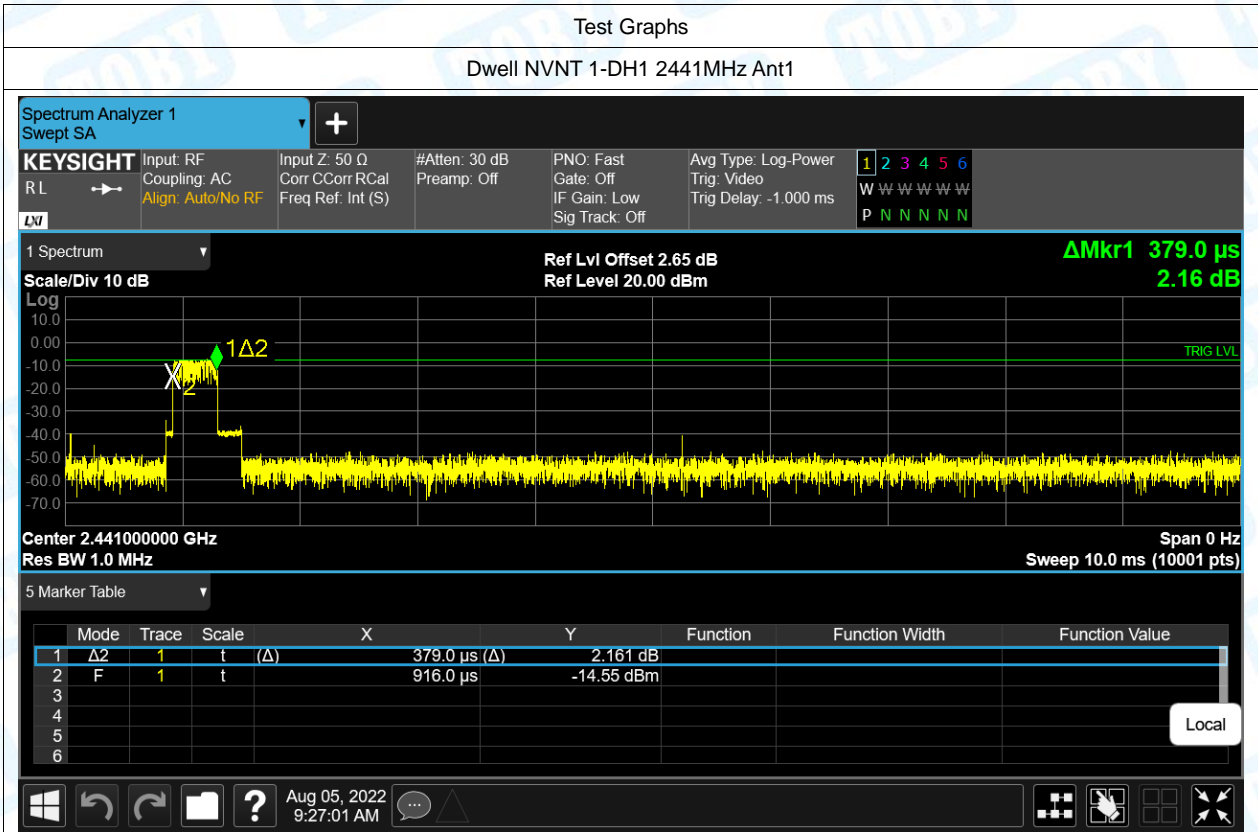 Test Graphs
Dwell NVNT 1-DH1 2441MHz Ant1
Spectrum Analyzer 1
Swept SA
KEYSIGHT
R L
LXI
Input: RF
Coupling: AC
Align: Auto/No RF
Input Z: 50 Ω
Corr CCorr RCal
Freq Ref: Int (S)
#Atten: 30 dB
Preamp: Off
PNO: Fast
Gate: Off
IF Gain: Low
Sig Track: Off
Avg Type: Log-Power
Trig: Video
Trig Delay: -1.000 ms
1 2 3 4 5 6
W W W W W W
P N N N N N
1 Spectrum
Scale/Div 10 dB
Ref Lvl Offset 2.65 dB
Ref Level 20.00 dBm
ΔMkr1 379.0 µs
2.16 dB
Log
10.0
0.00
-10.0
-20.0
-30.0
-40.0
-50.0
-60.0
-70.0
1Δ2
X
2
TRIG LVL
Center 2.441000000 GHz
Span 0 Hz
Res BW 1.0 MHz
Sweep 10.0 ms (10001 pts)
5 Marker Table
Mode Trace Scale X Y Function Function Width Function Value
1 Δ2 1 t (Δ) 379.0 µs (Δ) 2.161 dB
2 F 1 t 916.0 µs -14.55 dBm
3
4
5
6
Local
?
Aug 05, 2022
9:27:01 AM
TOBY